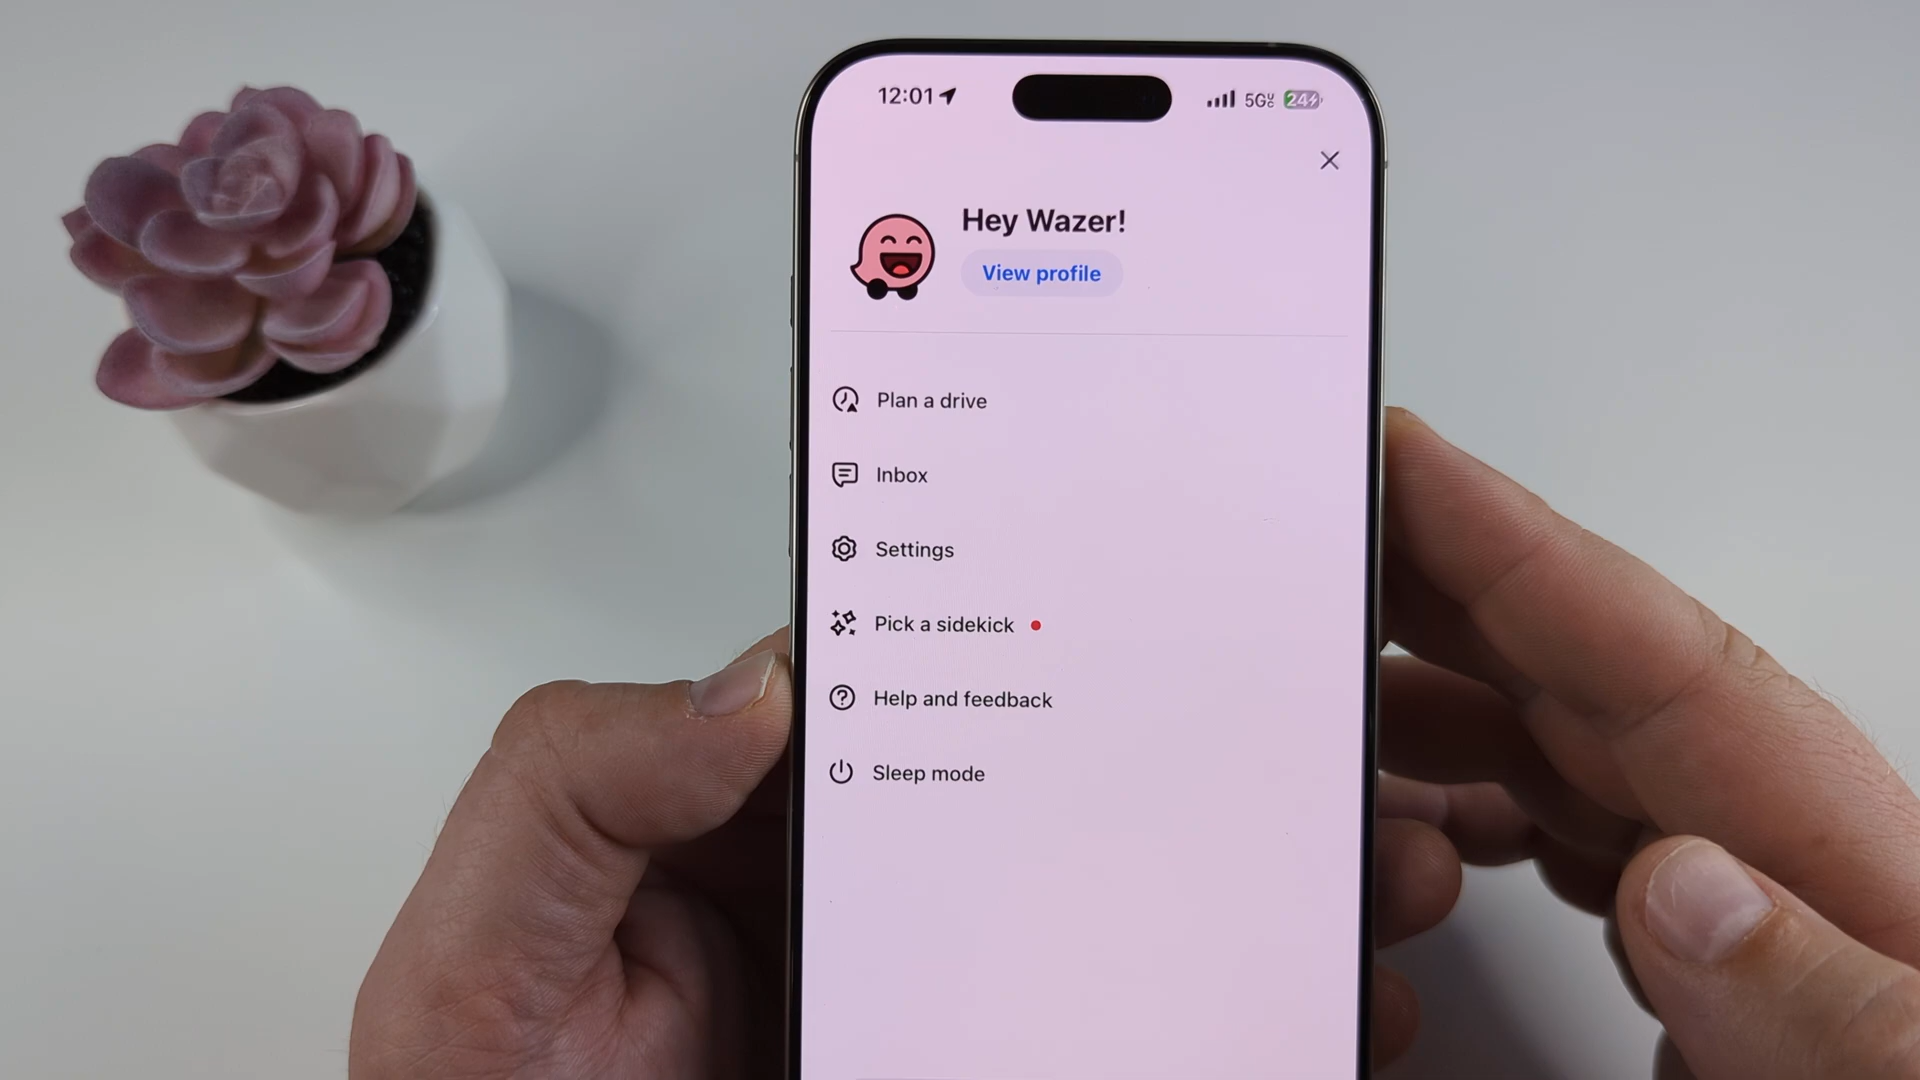 12:01
5G
24
Hey Wazer!
View profile
Plan a drive
Inbox
Settings
Pick a sidekick
Help and feedback
Sleep mode